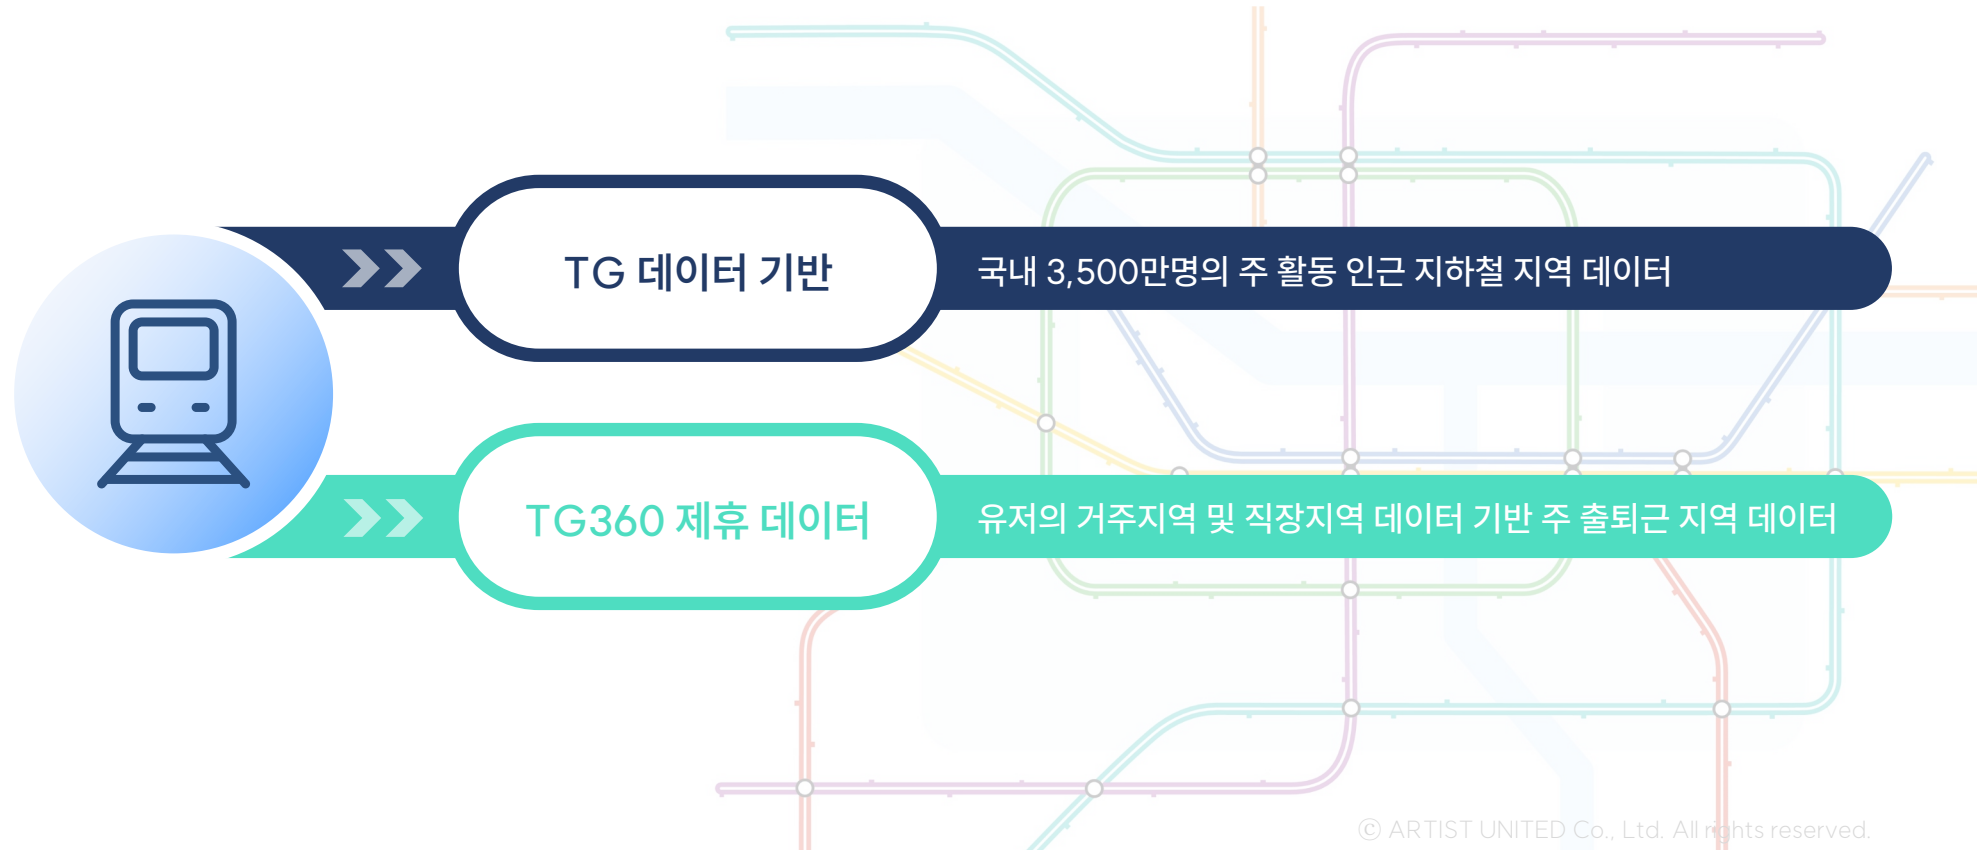 TG 데이터 기반
국내 3,500만명의 주 활동 인근 지하철 지역 데이터
TG360 제휴 데이터
유저의 거주지역 및 직장지역 데이터 기반 주 출퇴근 지역 데이터
© ARTIST UNITED Co., Ltd. All rights reserved.